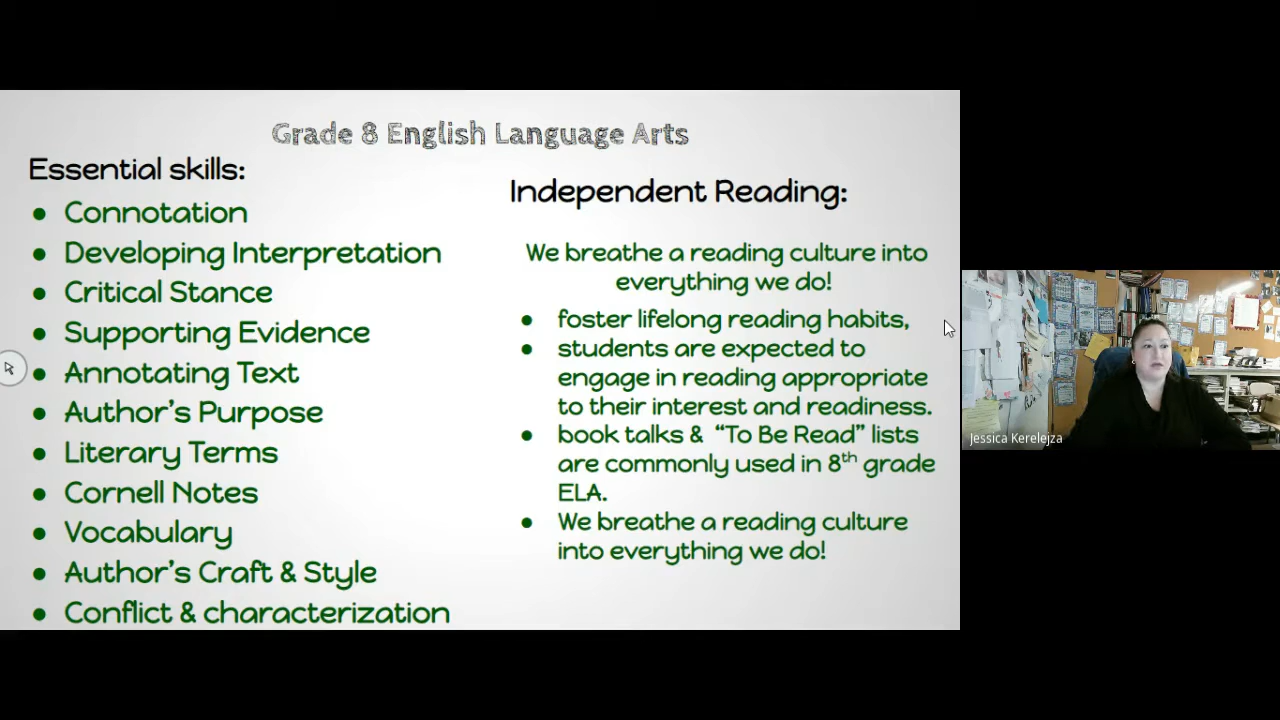 Grade 8 English Language Arts
Essential skills:
● Connotation
● Developing Interpretation
● Critical Stance
● Supporting Evidence
● Annotating Text
● Author's Purpose
● Literary Terms
● Cornell Notes
● Vocabulary
● Author's Craft & Style
● Conflict & characterization
Independent Reading:
We breathe a reading culture into
everything we do!
● foster lifelong reading habits,
● students are expected to
engage in reading appropriate
to their interest and readiness.
● book talks & "To Be Read" lists
are commonly used in 8th grade
ELA.
● We breathe a reading culture
into everything we do!
Jessica Kerelejza